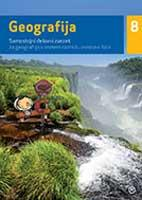 Geografija 8
Samostojni delovni zvezek
za geografijo v osmem razredu osnovne šole